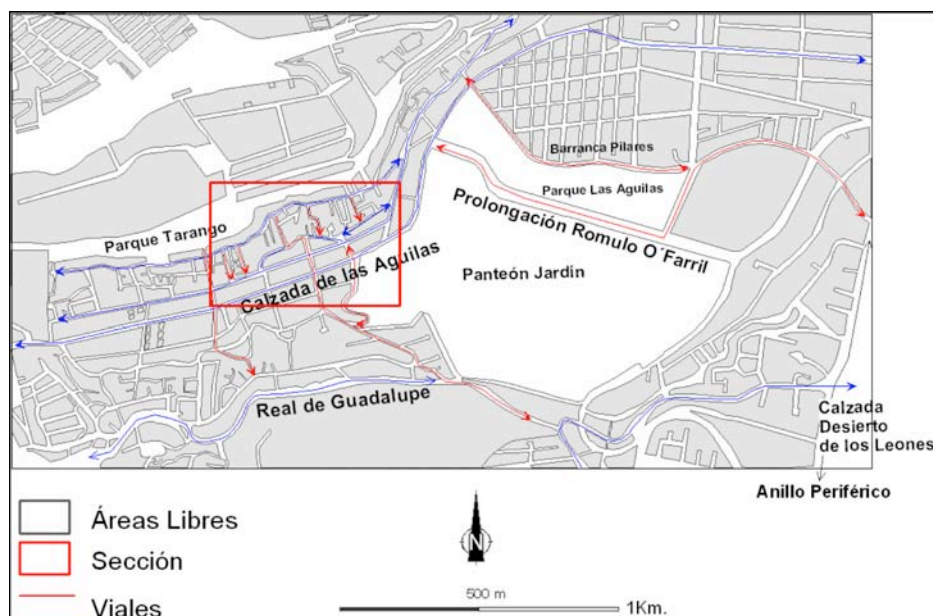 Barranca Pilares
Parque Las Aguilas
Prolongación Romulo O´Farril
Parque Tarango
Panteón Jardín
Calzada de las Aguilas
Real de Guadalupe
Calzada
Desierto
de los Leones
Anillo Periférico
Áreas Libres
Sección
Viales
N
500 m
1Km.